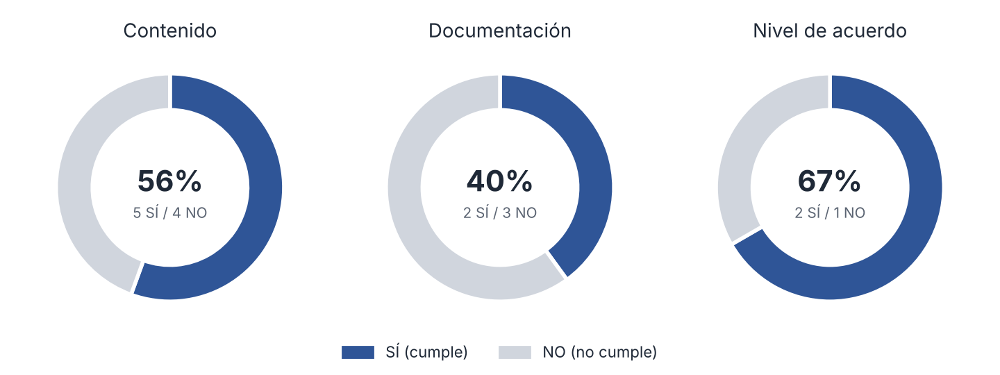 Contenido
Documentación
Nivel de acuerdo
56%
5 SÍ / 4 NO
40%
2 SÍ / 3 NO
67%
2 SÍ / 1 NO
SÍ (cumple)
NO (no cumple)